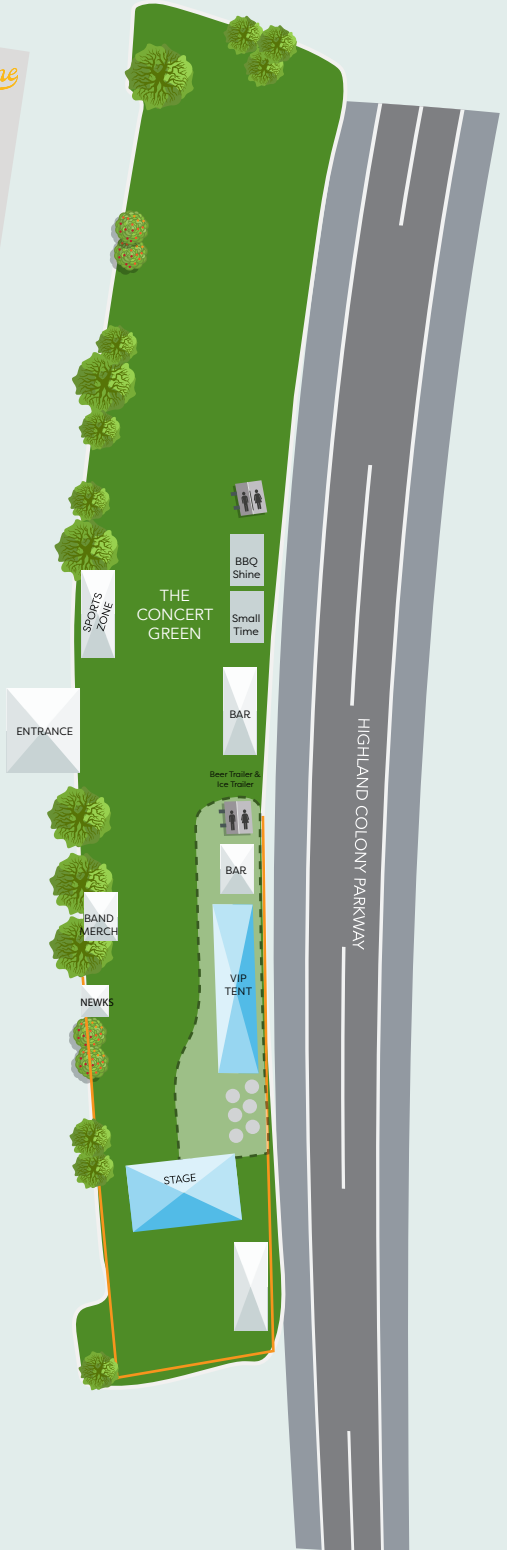 BBQ
Shine
Small
Time
THE
CONCERT
GREEN
SPORTS
ZONE
BAR
ENTRANCE
HIGHLAND COLONY PARKWAY
Beer Trailer &
Ice Trailer
BAR
BAND
MERCH
VIP
TENT
NEWKS
STAGE